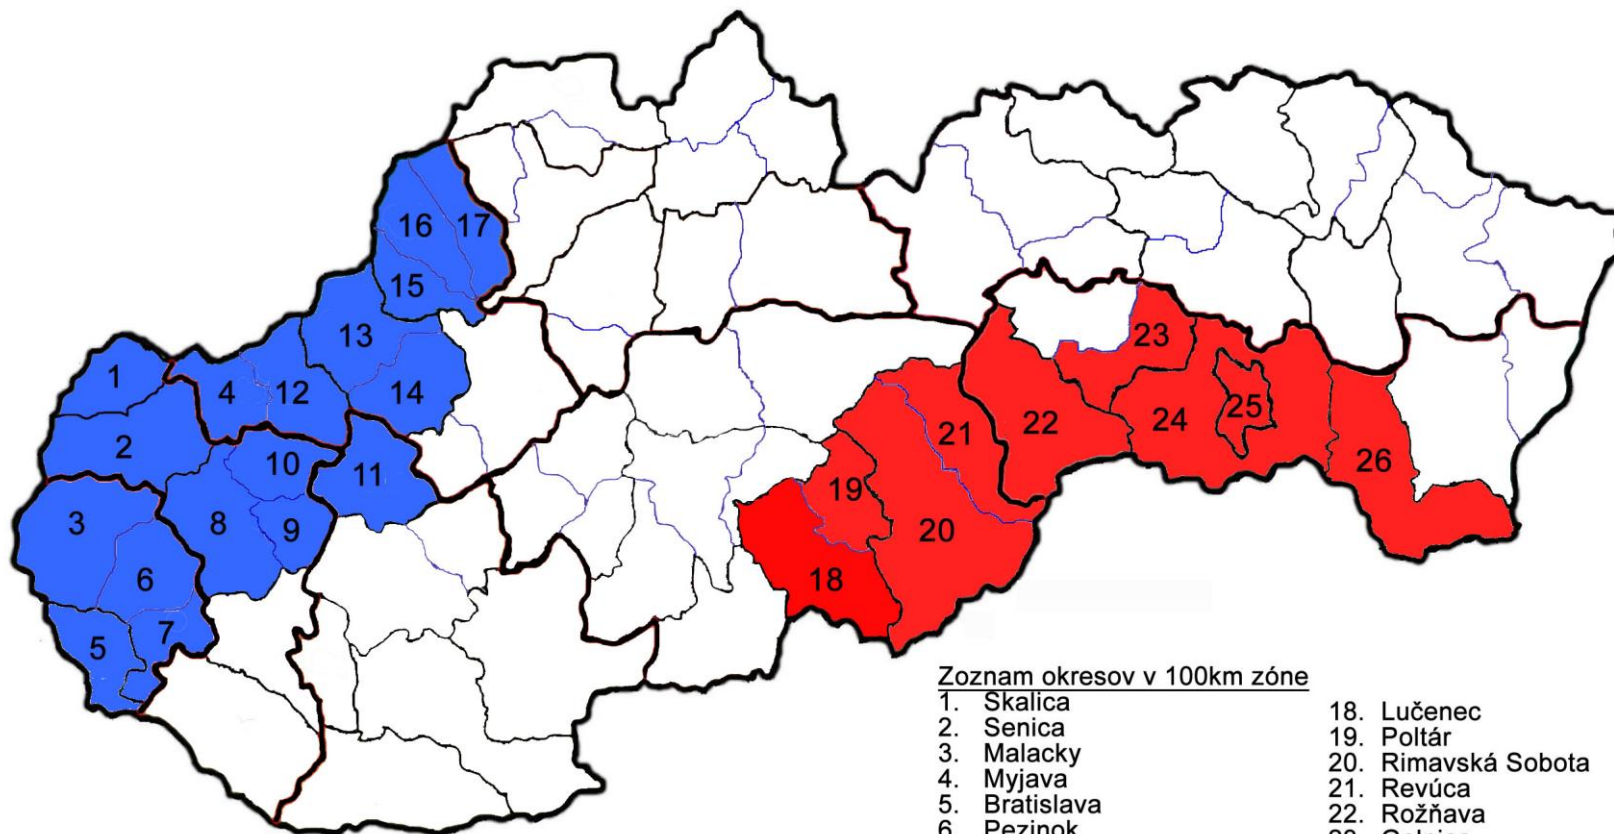 1
2
3
4
5
6
7
8
9
10
11
12
13
14
15
16
17
18
19
20
21
22
23
24
25
26
Zoznam okresov v 100km zóne
1. Skalica
2. Senica
3. Malacky
4. Myjava
5. Bratislava
6. Pezinok
18. Lučenec
19. Poltár
20. Rimavská Sobota
21. Revúca
22. Rožňava